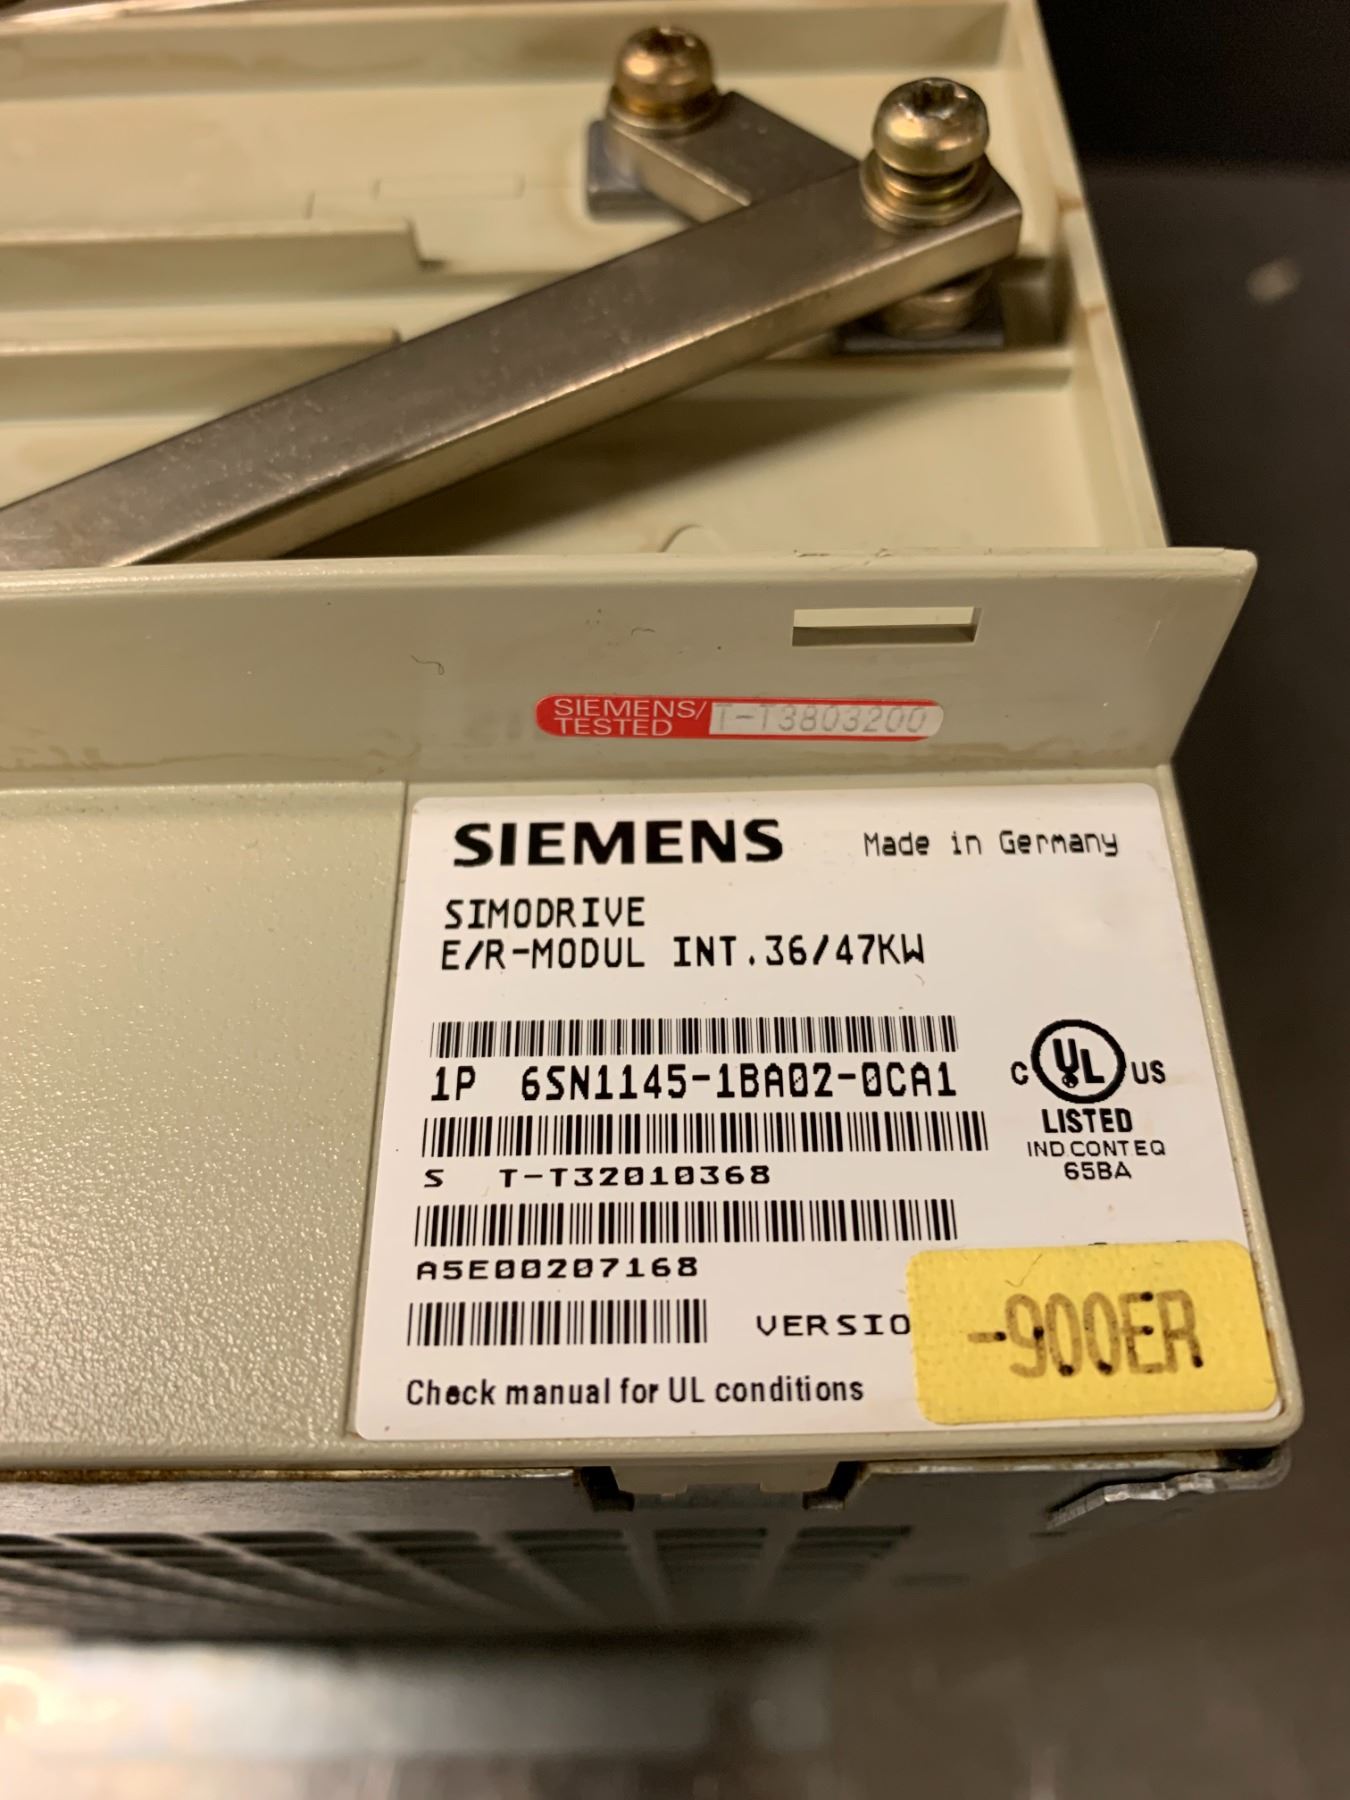 SIEMENS/
TESTED T-T3803200
SIEMENS Made in Germany
SIMODRIVE
E/R-MODUL INT.36/47KW
1P 6SN1145-1BA02-0CA1
C UL US
LISTED
IND.CONT.EQ
65BA
S T-T32010368
A5E00207168
VERSIO
-900ER
Check manual for UL conditions